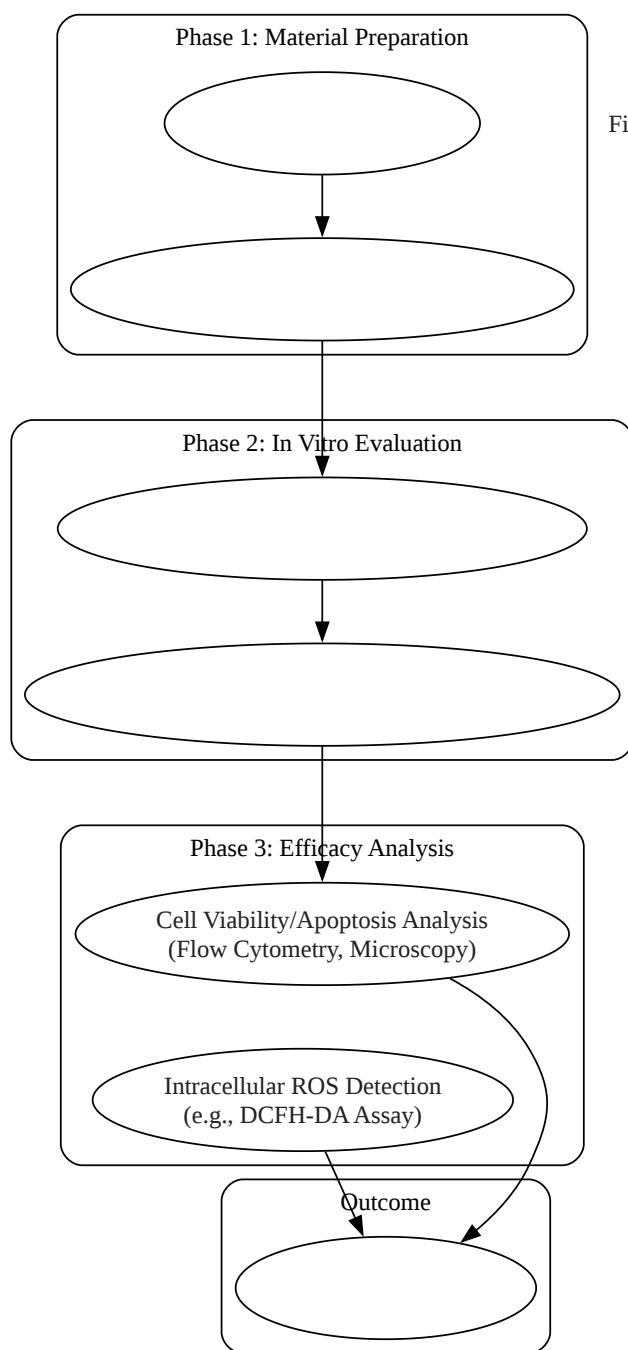 Phase 1: Material Preparation
Fi
Phase 2: In Vitro Evaluation
Phase 3: Efficacy Analysis
Cell Viability/Apoptosis Analysis
(Flow Cytometry, Microscopy)
Intracellular ROS Detection
(e.g., DCFH-DA Assay)
Outcome